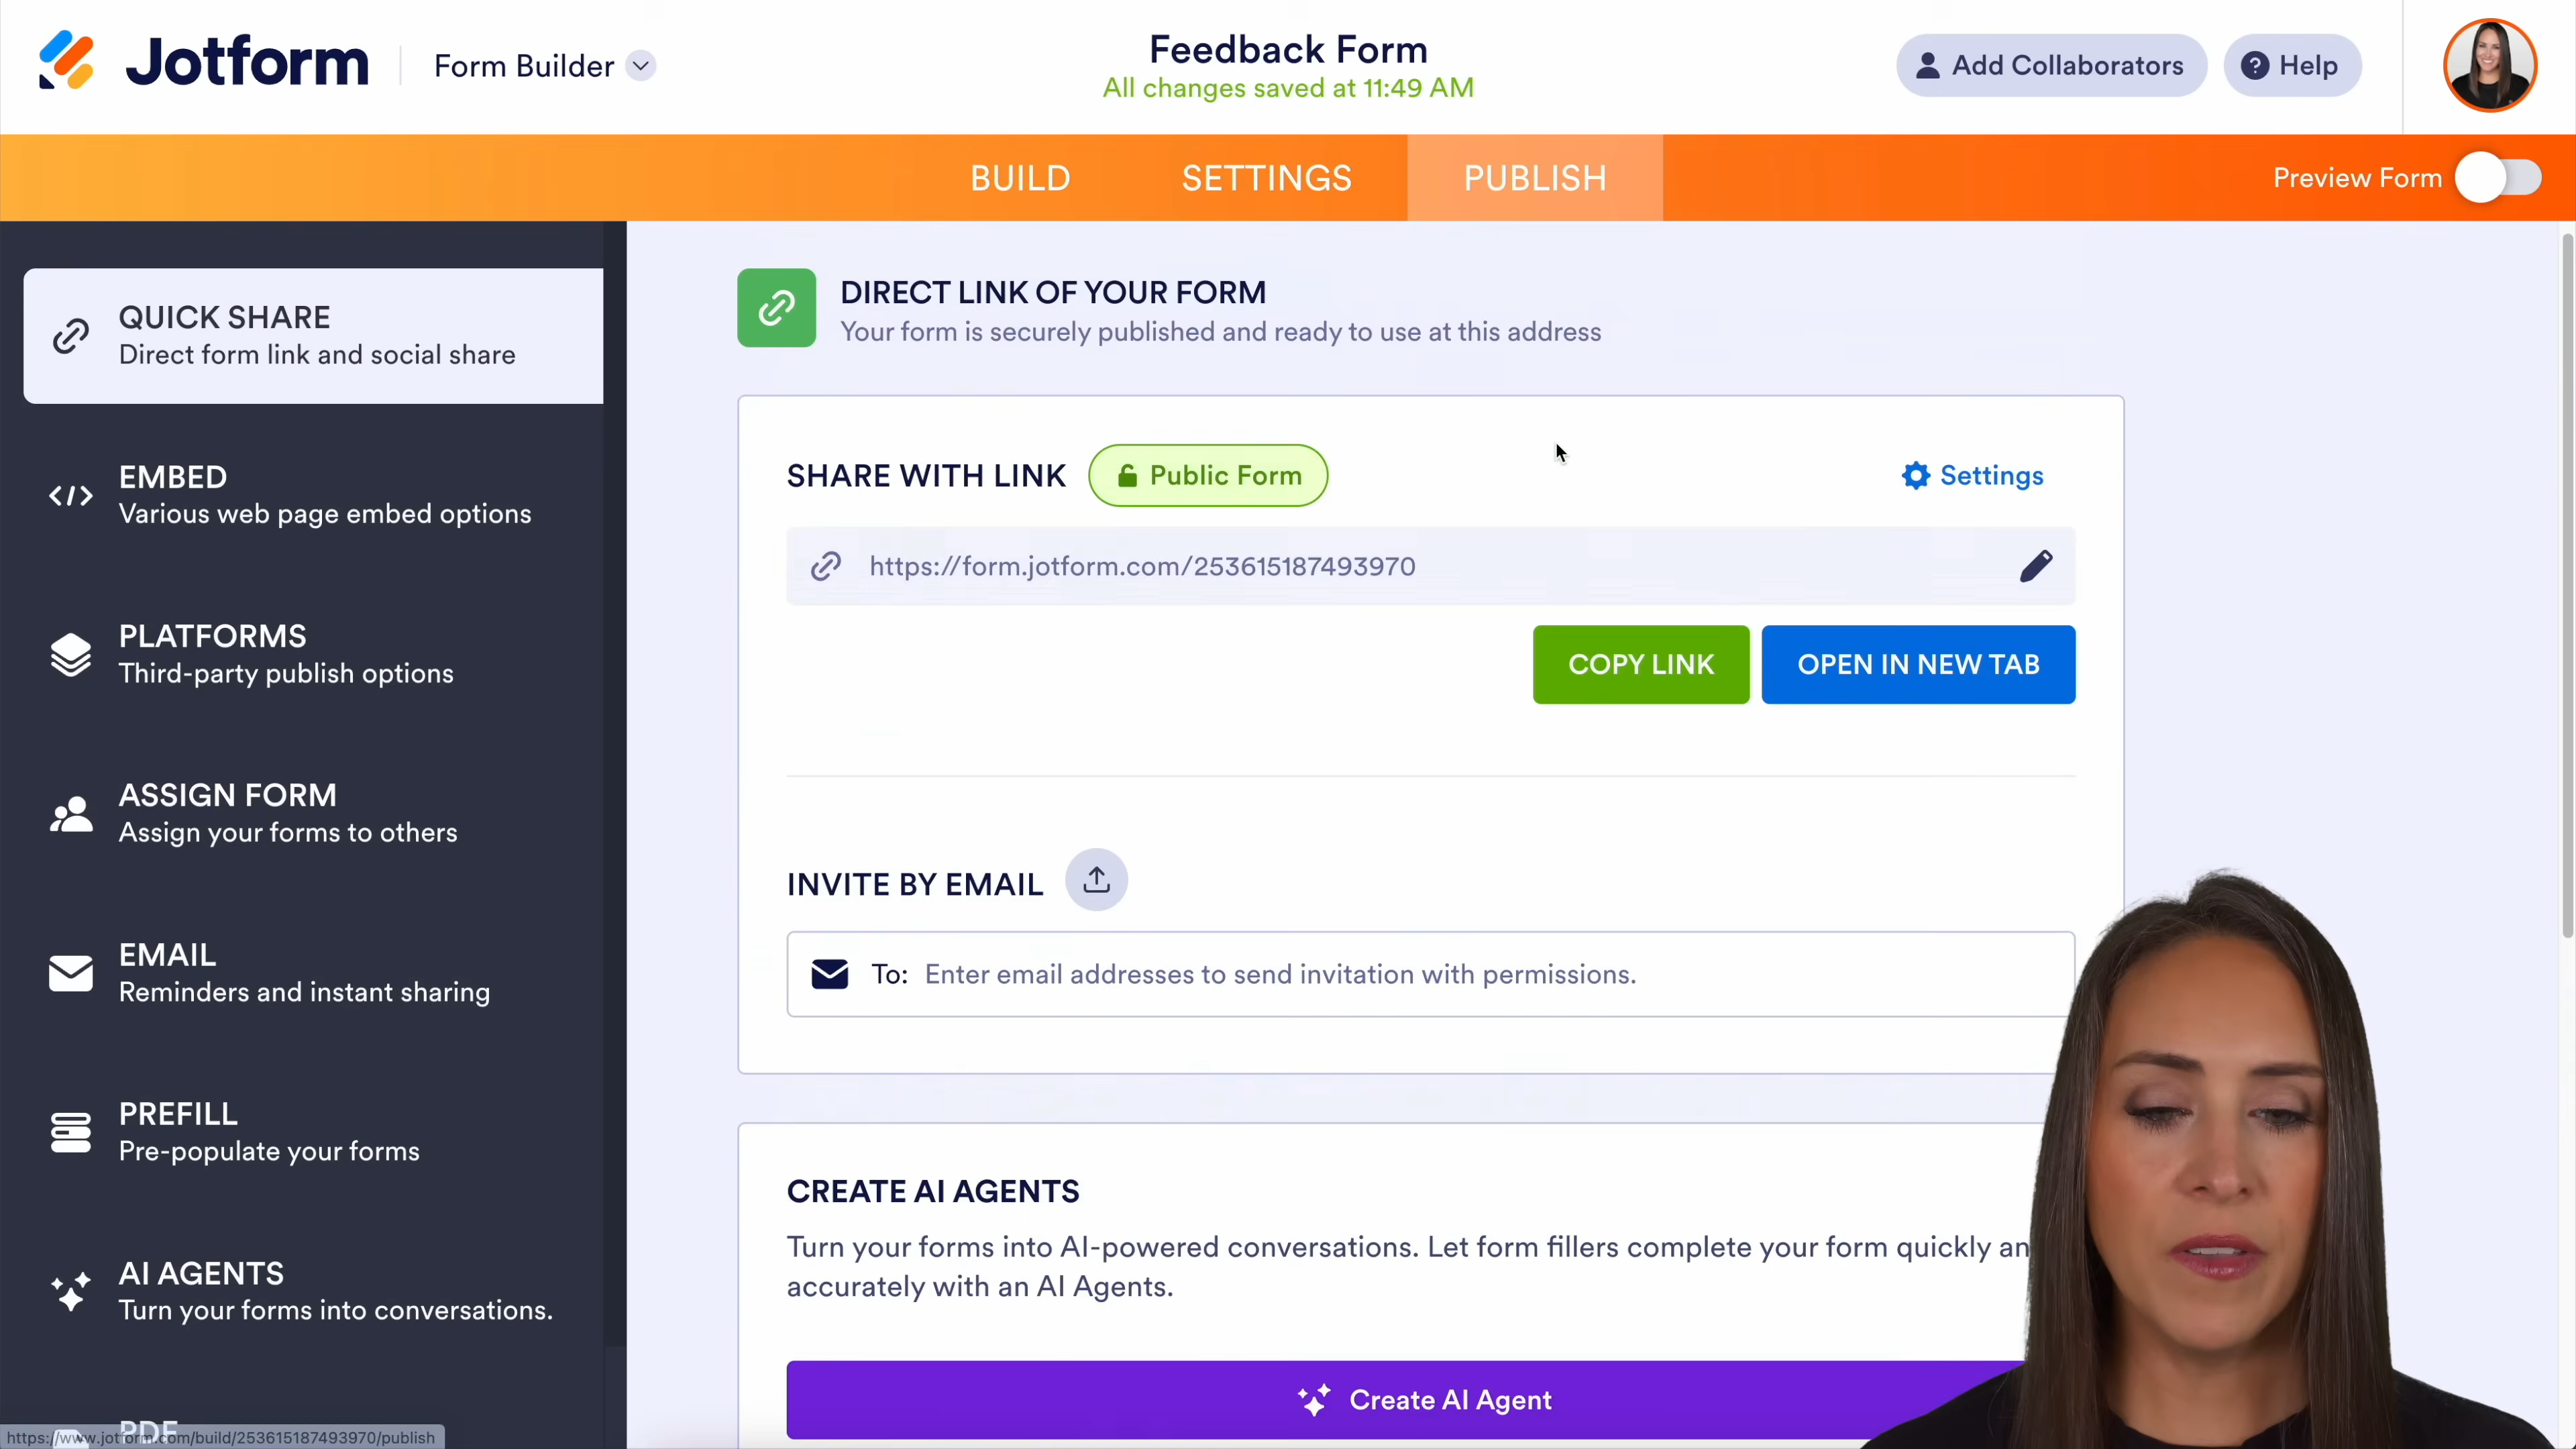 Jotform
Form Builder
Feedback Form
All changes saved at 11:49 AM
Add Collaborators
Help
BUILD
SETTINGS
PUBLISH
Preview Form
QUICK SHARE
Direct form link and social share
EMBED
Various web page embed options
PLATFORMS
Third-party publish options
ASSIGN FORM
Assign your forms to others
EMAIL
Reminders and instant sharing
PREFILL
Pre-populate your forms
AI AGENTS
Turn your forms into conversations.
PDF
https://www.jotform.com/build/253615187493970/publish
DIRECT LINK OF YOUR FORM
Your form is securely published and ready to use at this address
SHARE WITH LINK
Public Form
Settings
https://form.jotform.com/253615187493970
COPY LINK
OPEN IN NEW TAB
INVITE BY EMAIL
To: Enter email addresses to send invitation with permissions.
CREATE AI AGENTS
Turn your forms into AI-powered conversations. Let form fillers complete your form quickly an
accurately with an AI Agents.
Create AI Agent